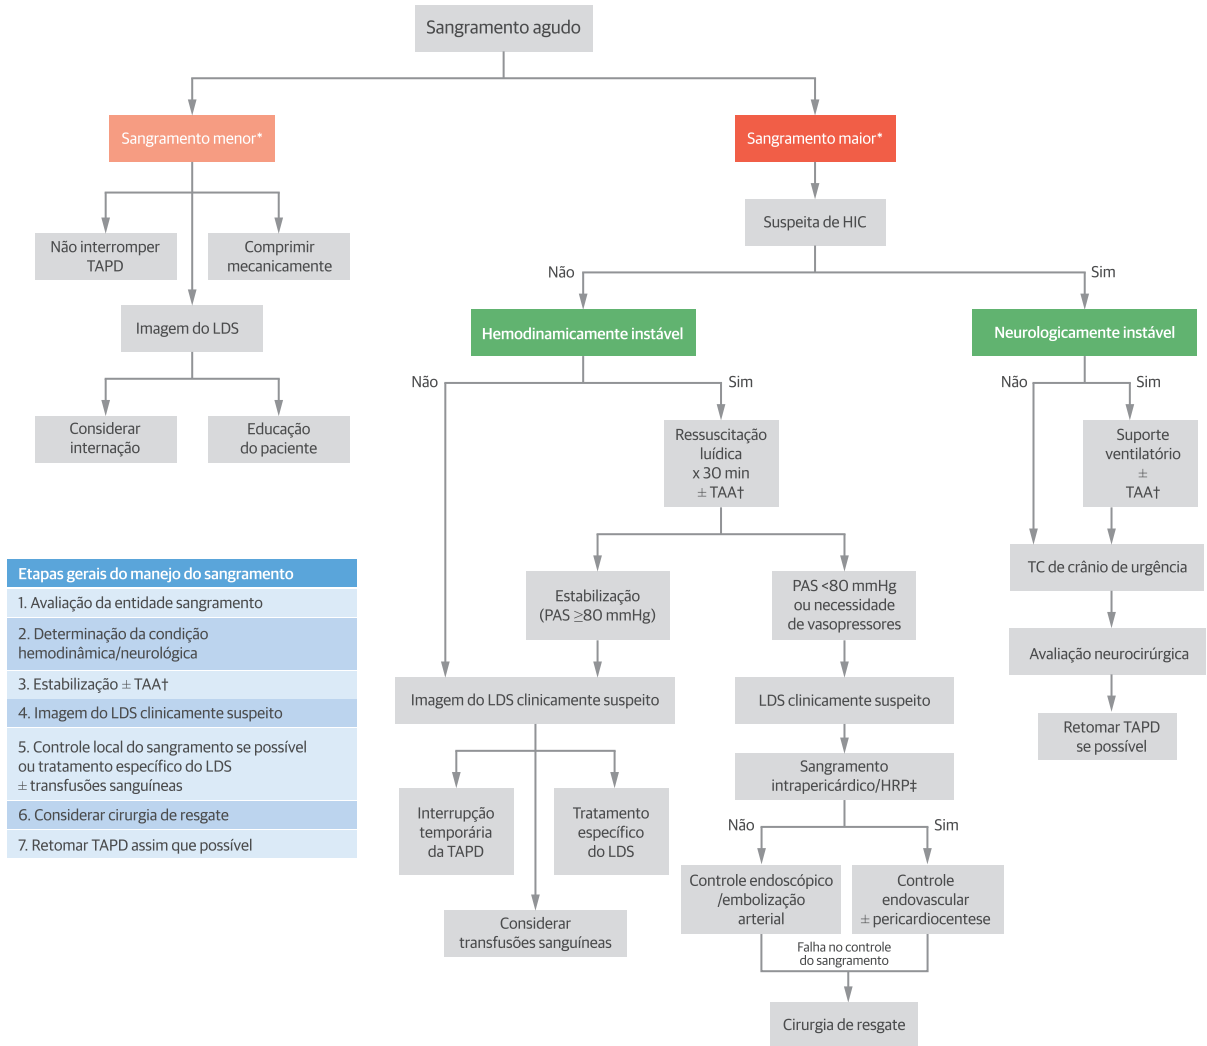 Sangramento agudo
Sangramento menor*
Sangramento maior*
Não interromper
TAPD
Comprimir
mecanicamente
Imagem do LDS
Considerar
internação
Educação
do paciente
Suspeita de HIC
Não
Sim
Hemodinamicamente instável
Neurologicamente instável
Não
Sim
Não
Sim
Ressuscitação
luídica
x 30 min
± TAA†
Suporte
ventilatório
±
TAA†
Estabilização
(PAS ≥80 mmHg)
PAS <80 mmHg
ou necessidade
de vasopressores
TC de crânio de urgência
Avaliação neurocirúrgica
Retomar TAPD
se possível
Imagem do LDS clinicamente suspeito
LDS clinicamente suspeito
Interrupção
temporária
da TAPD
Tratamento
específico
do LDS
Considerar
transfusões sanguíneas
Sangramento
intrapericárdico/HRP‡
Não
Sim
Controle endoscópico
/embolização
arterial
Controle
endovascular
± pericardiocentese
Falha no controle
do sangramento
Cirurgia de resgate
Etapas gerais do manejo do sangramento
1. Avaliação da entidade sangramento
2. Determinação da condição
hemodinâmica/neurológica
3. Estabilização ± TAA†
4. Imagem do LDS clinicamente suspeito
5. Controle local do sangramento se possível
ou tratamento específico do LDS
± transfusões sanguíneas
6. Considerar cirurgia de resgate
7. Retomar TAPD assim que possível